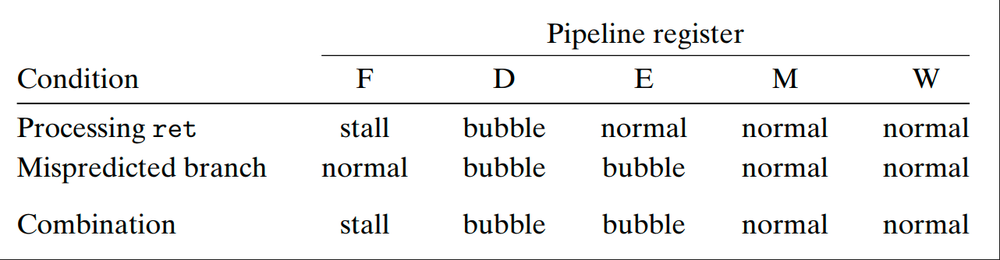 Pipeline register
Condition F D E M W
Processing ret stall bubble normal normal normal
Mispredicted branch normal bubble bubble normal normal
Combination stall bubble bubble normal normal